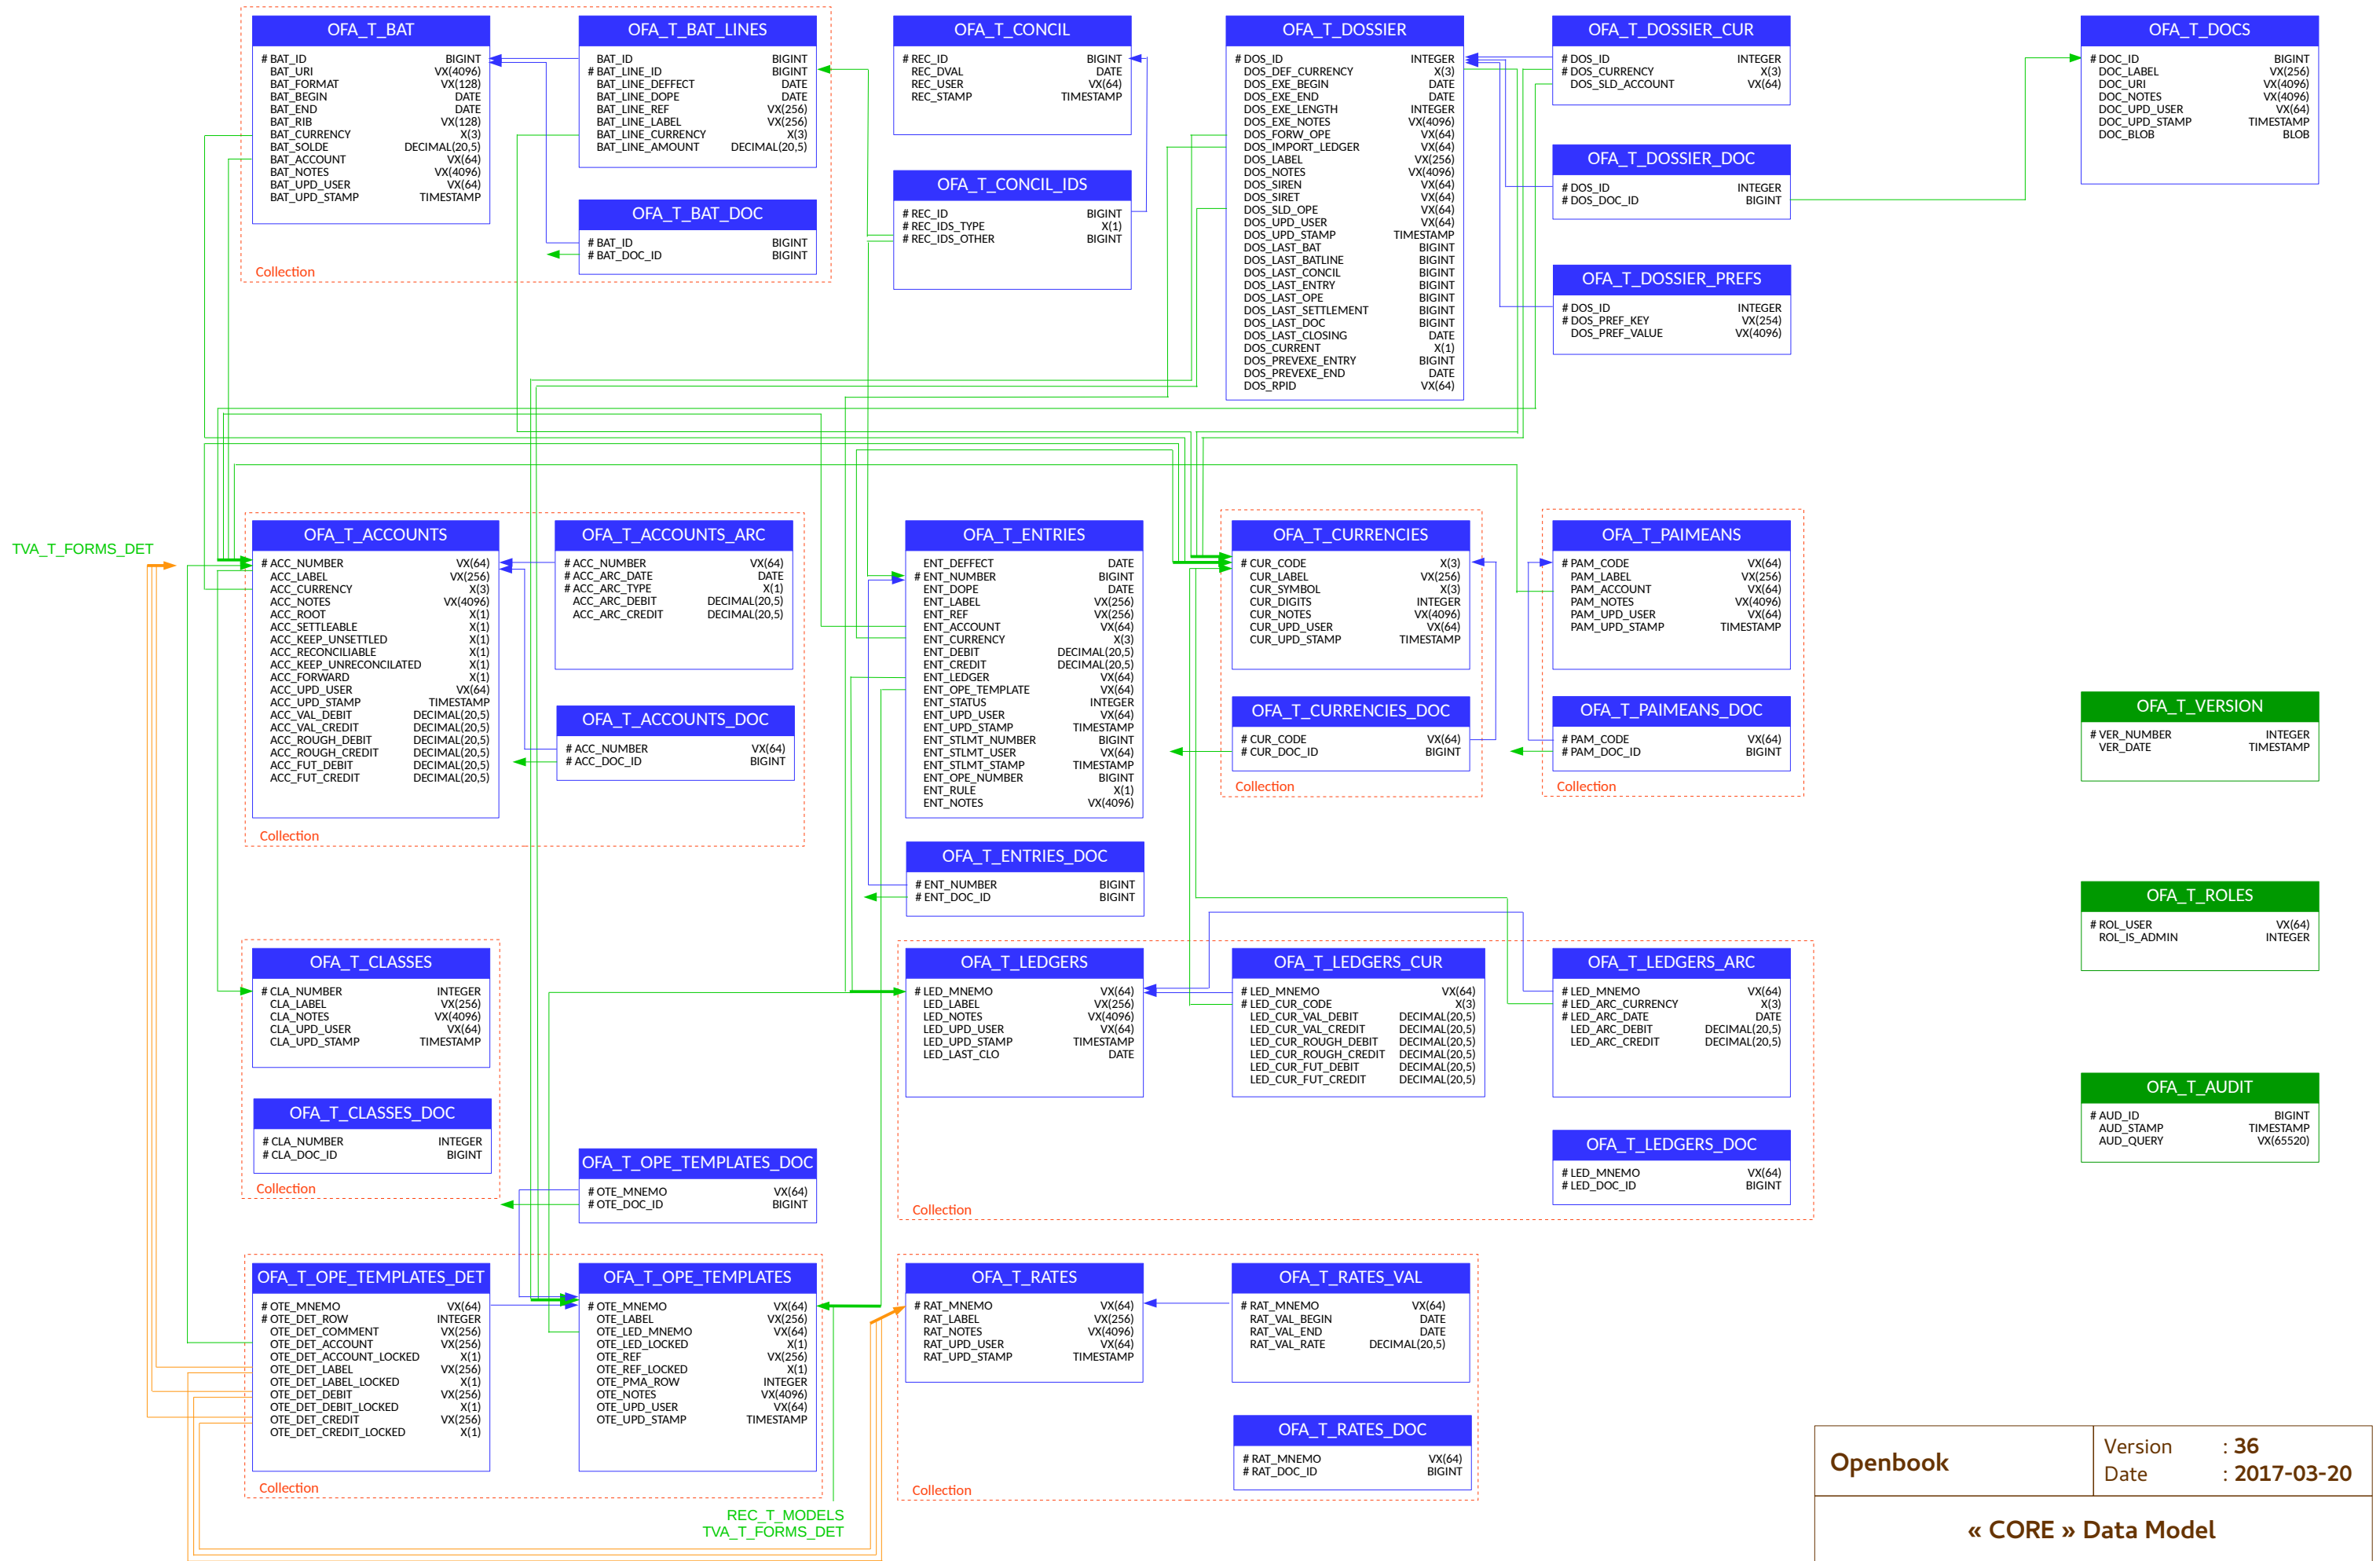 OFA_T_BAT
# BAT_ID BIGINT
BAT_URI VX(4096)
BAT_FORMAT VX(128)
BAT_BEGIN DATE
BAT_END DATE
BAT_RIB VX(128)
BAT_CURRENCY X(3)
BAT_SOLDE DECIMAL(20,5)
BAT_ACCOUNT VX(64)
BAT_NOTES VX(4096)
BAT_UPD_USER VX(64)
BAT_UPD_STAMP TIMESTAMP
OFA_T_BAT_LINES
BAT_ID BIGINT
# BAT_LINE_ID BIGINT
BAT_LINE_DEFFECT DATE
BAT_LINE_DOPE DATE
BAT_LINE_REF VX(256)
BAT_LINE_LABEL VX(256)
BAT_LINE_CURRENCY X(3)
BAT_LINE_AMOUNT DECIMAL(20,5)
OFA_T_BAT_DOC
# BAT_ID BIGINT
# BAT_DOC_ID BIGINT
Collection
OFA_T_CONCIL
# REC_ID BIGINT
REC_DVAL DATE
REC_USER VX(64)
REC_STAMP TIMESTAMP
OFA_T_CONCIL_IDS
# REC_ID BIGINT
# REC_IDS_TYPE X(1)
# REC_IDS_OTHER BIGINT
OFA_T_DOSSIER
# DOS_ID INTEGER
DOS_DEF_CURRENCY X(3)
DOS_EXE_BEGIN DATE
DOS_EXE_END DATE
DOS_EXE_LENGTH INTEGER
DOS_EXE_NOTES VX(4096)
DOS_FORW_OPE VX(64)
DOS_IMPORT_LEDGER VX(64)
DOS_LABEL VX(256)
DOS_NOTES VX(4096)
DOS_SIREN VX(64)
DOS_SIRET VX(64)
DOS_SLD_OPE VX(64)
DOS_UPD_USER VX(64)
DOS_UPD_STAMP TIMESTAMP
DOS_LAST_BAT BIGINT
DOS_LAST_BATLINE BIGINT
DOS_LAST_CONCIL BIGINT
DOS_LAST_ENTRY BIGINT
DOS_LAST_OPE BIGINT
DOS_LAST_SETTLEMENT BIGINT
DOS_LAST_DOC BIGINT
DOS_LAST_CLOSING DATE
DOS_CURRENT X(1)
DOS_PREVEXE_ENTRY BIGINT
DOS_PREVEXE_END DATE
DOS_RPID VX(64)
OFA_T_DOSSIER_CUR
# DOS_ID INTEGER
# DOS_CURRENCY X(3)
DOS_SLD_ACCOUNT VX(64)
OFA_T_DOSSIER_DOC
# DOS_ID INTEGER
# DOS_DOC_ID BIGINT
OFA_T_DOSSIER_PREFS
# DOS_ID INTEGER
# DOS_PREF_KEY VX(254)
DOS_PREF_VALUE VX(4096)
OFA_T_DOCS
# DOC_ID BIGINT
DOC_LABEL VX(256)
DOC_URI VX(4096)
DOC_NOTES VX(4096)
DOC_UPD_USER VX(64)
DOC_UPD_STAMP TIMESTAMP
DOC_BLOB BLOB
TVA_T_FORMS_DET
OFA_T_ACCOUNTS
# ACC_NUMBER VX(64)
ACC_LABEL VX(256)
ACC_CURRENCY X(3)
ACC_NOTES VX(4096)
ACC_ROOT X(1)
ACC_SETTLEABLE X(1)
ACC_KEEP_UNSETTLED X(1)
ACC_RECONCILIABLE X(1)
ACC_KEEP_UNRECONCILATED X(1)
ACC_FORWARD X(1)
ACC_UPD_USER VX(64)
ACC_UPD_STAMP TIMESTAMP
ACC_VAL_DEBIT DECIMAL(20,5)
ACC_VAL_CREDIT DECIMAL(20,5)
ACC_ROUGH_DEBIT DECIMAL(20,5)
ACC_ROUGH_CREDIT DECIMAL(20,5)
ACC_FUT_DEBIT DECIMAL(20,5)
ACC_FUT_CREDIT DECIMAL(20,5)
OFA_T_ACCOUNTS_ARC
# ACC_NUMBER VX(64)
# ACC_ARC_DATE DATE
# ACC_ARC_TYPE X(1)
ACC_ARC_DEBIT DECIMAL(20,5)
ACC_ARC_CREDIT DECIMAL(20,5)
OFA_T_ACCOUNTS_DOC
# ACC_NUMBER VX(64)
# ACC_DOC_ID BIGINT
Collection
OFA_T_ENTRIES
ENT_DEFFECT DATE
# ENT_NUMBER BIGINT
ENT_DOPE DATE
ENT_LABEL VX(256)
ENT_REF VX(256)
ENT_ACCOUNT VX(64)
ENT_CURRENCY X(3)
ENT_DEBIT DECIMAL(20,5)
ENT_CREDIT DECIMAL(20,5)
ENT_LEDGER VX(64)
ENT_OPE_TEMPLATE VX(64)
ENT_STATUS INTEGER
ENT_UPD_USER VX(64)
ENT_UPD_STAMP TIMESTAMP
ENT_STLMT_NUMBER BIGINT
ENT_STLMT_USER VX(64)
ENT_STLMT_STAMP TIMESTAMP
ENT_OPE_NUMBER BIGINT
ENT_RULE X(1)
ENT_NOTES VX(4096)
OFA_T_ENTRIES_DOC
# ENT_NUMBER BIGINT
# ENT_DOC_ID BIGINT
OFA_T_CURRENCIES
# CUR_CODE X(3)
CUR_LABEL VX(256)
CUR_SYMBOL X(3)
CUR_DIGITS INTEGER
CUR_NOTES VX(4096)
CUR_UPD_USER VX(64)
CUR_UPD_STAMP TIMESTAMP
OFA_T_CURRENCIES_DOC
# CUR_CODE VX(64)
# CUR_DOC_ID BIGINT
Collection
OFA_T_PAIMEANS
# PAM_CODE VX(64)
PAM_LABEL VX(256)
PAM_ACCOUNT VX(64)
PAM_NOTES VX(4096)
PAM_UPD_USER VX(64)
PAM_UPD_STAMP TIMESTAMP
OFA_T_PAIMEANS_DOC
# PAM_CODE VX(64)
# PAM_DOC_ID BIGINT
Collection
OFA_T_VERSION
# VER_NUMBER INTEGER
VER_DATE TIMESTAMP
OFA_T_ROLES
# ROL_USER VX(64)
ROL_IS_ADMIN INTEGER
OFA_T_AUDIT
# AUD_ID BIGINT
AUD_STAMP TIMESTAMP
AUD_QUERY VX(65520)
OFA_T_CLASSES
# CLA_NUMBER INTEGER
CLA_LABEL VX(256)
CLA_NOTES VX(4096)
CLA_UPD_USER VX(64)
CLA_UPD_STAMP TIMESTAMP
OFA_T_CLASSES_DOC
# CLA_NUMBER INTEGER
# CLA_DOC_ID BIGINT
Collection
OFA_T_LEDGERS
# LED_MNEMO VX(64)
LED_LABEL VX(256)
LED_NOTES VX(4096)
LED_UPD_USER VX(64)
LED_UPD_STAMP TIMESTAMP
LED_LAST_CLO DATE
OFA_T_LEDGERS_CUR
# LED_MNEMO VX(64)
# LED_CUR_CODE X(3)
LED_CUR_VAL_DEBIT DECIMAL(20,5)
LED_CUR_VAL_CREDIT DECIMAL(20,5)
LED_CUR_ROUGH_DEBIT DECIMAL(20,5)
LED_CUR_ROUGH_CREDIT DECIMAL(20,5)
LED_CUR_FUT_DEBIT DECIMAL(20,5)
LED_CUR_FUT_CREDIT DECIMAL(20,5)
OFA_T_LEDGERS_ARC
# LED_MNEMO VX(64)
# LED_ARC_CURRENCY X(3)
# LED_ARC_DATE DATE
LED_ARC_DEBIT DECIMAL(20,5)
LED_ARC_CREDIT DECIMAL(20,5)
OFA_T_LEDGERS_DOC
# LED_MNEMO VX(64)
# LED_DOC_ID BIGINT
Collection
OFA_T_OPE_TEMPLATES_DOC
# OTE_MNEMO VX(64)
# OTE_DOC_ID BIGINT
OFA_T_OPE_TEMPLATES_DET
# OTE_MNEMO VX(64)
# OTE_DET_ROW INTEGER
OTE_DET_COMMENT VX(256)
OTE_DET_ACCOUNT VX(256)
OTE_DET_ACCOUNT_LOCKED X(1)
OTE_DET_LABEL VX(256)
OTE_DET_LABEL_LOCKED X(1)
OTE_DET_DEBIT VX(256)
OTE_DET_DEBIT_LOCKED X(1)
OTE_DET_CREDIT VX(256)
OTE_DET_CREDIT_LOCKED X(1)
OFA_T_OPE_TEMPLATES
# OTE_MNEMO VX(64)
OTE_LABEL VX(256)
OTE_LED_MNEMO VX(64)
OTE_LED_LOCKED X(1)
OTE_REF VX(256)
OTE_REF_LOCKED X(1)
OTE_PMA_ROW INTEGER
OTE_NOTES VX(4096)
OTE_UPD_USER VX(64)
OTE_UPD_STAMP TIMESTAMP
Collection
REC_T_MODELS
TVA_T_FORMS_DET
OFA_T_RATES
# RAT_MNEMO VX(64)
RAT_LABEL VX(256)
RAT_NOTES VX(4096)
RAT_UPD_USER VX(64)
RAT_UPD_STAMP TIMESTAMP
OFA_T_RATES_VAL
# RAT_MNEMO VX(64)
RAT_VAL_BEGIN DATE
RAT_VAL_END DATE
RAT_VAL_RATE DECIMAL(20,5)
OFA_T_RATES_DOC
# RAT_MNEMO VX(64)
# RAT_DOC_ID BIGINT
Collection
Openbook
Version : 36
Date : 2017-03-20
« CORE » Data Model